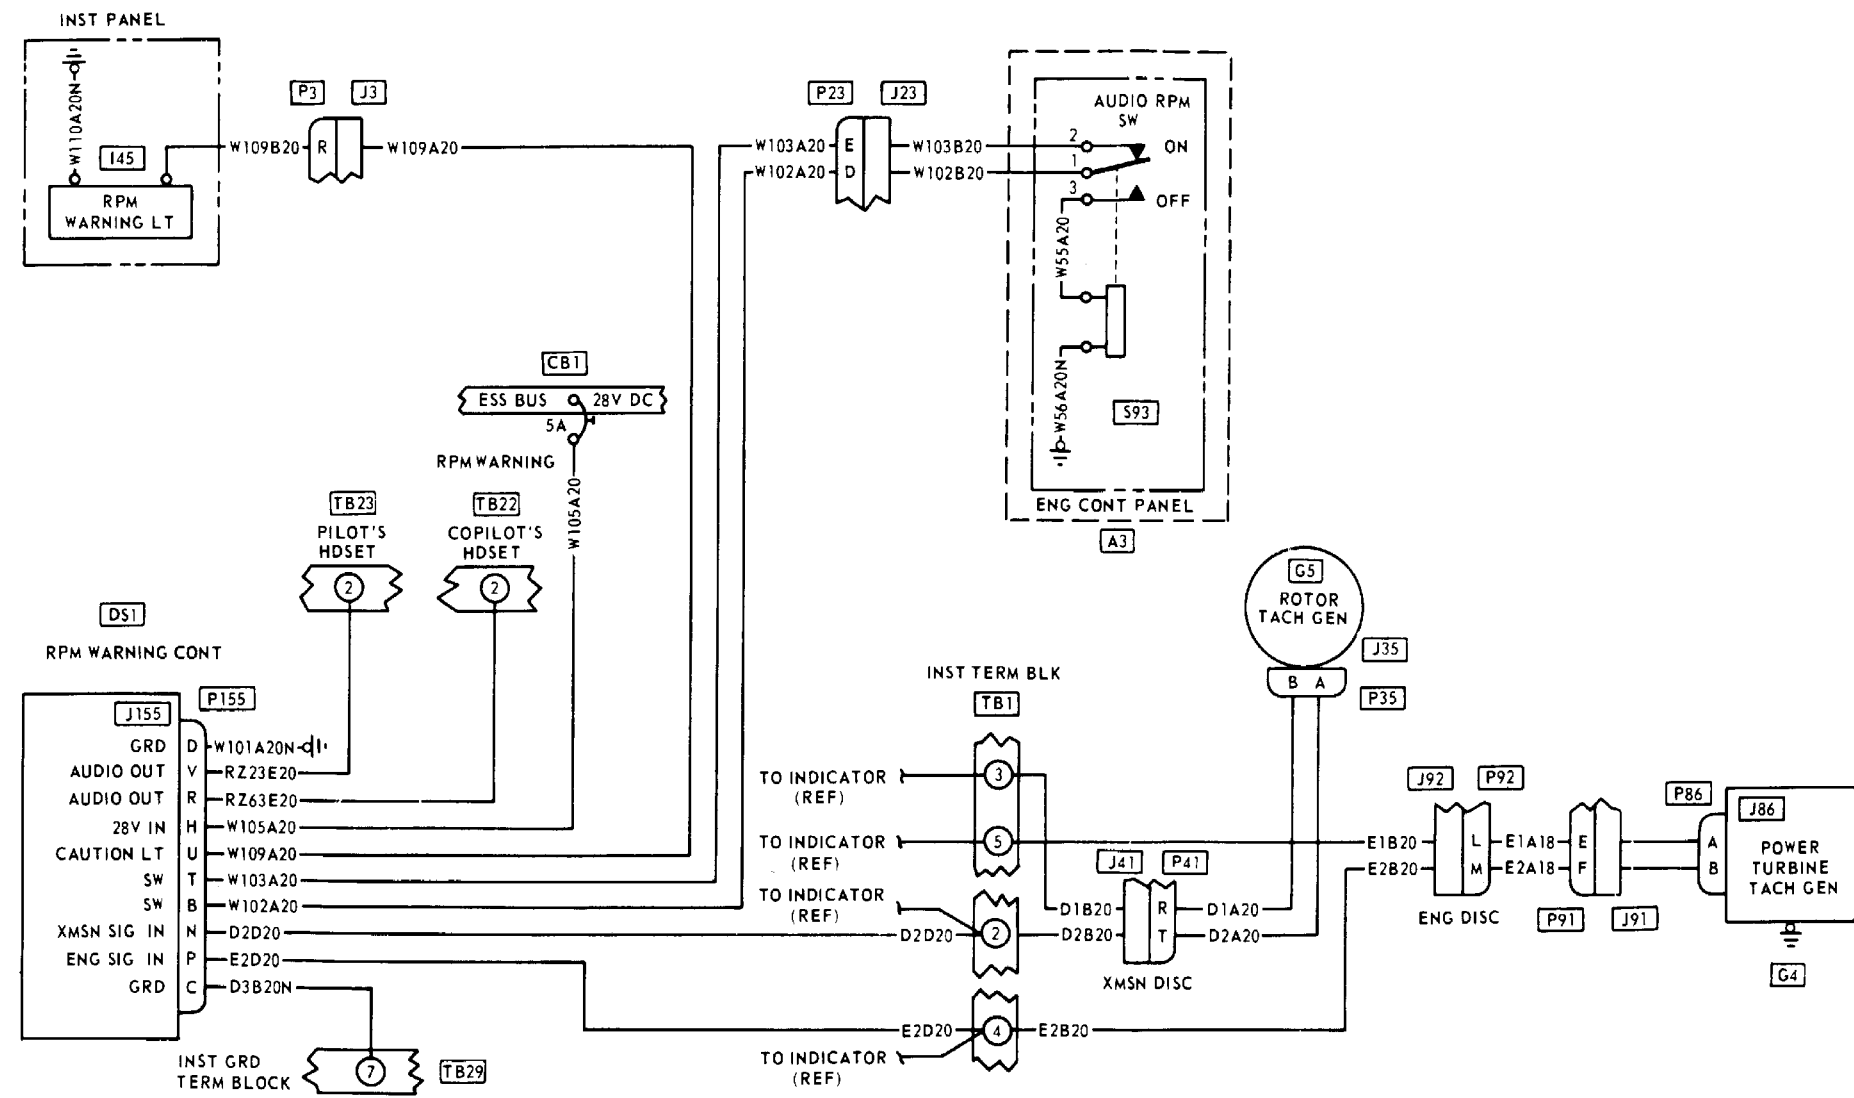 INST PANEL
W110A20N
I45
RPM
WARNING LT
P3
J3
W109B20
R
W109A20
P23
J23
W103A20
E
W103B20
W102A20
D
W102B20
AUDIO RPM
SW
2
ON
1
3
OFF
W55A20
W56A20N
S93
ENG CONT PANEL
A3
CB1
ESS BUS
28V DC
5A
RPM WARNING
W105A20
TB23
PILOT'S
HDSET
2
TB22
COPILOT'S
HDSET
2
DS1
RPM WARNING CONT
P155
J155
GRD D W101A20N
AUDIO OUT V RZ23E20
AUDIO OUT R RZ63E20
28V IN H W105A20
CAUTION LT U W109A20
SW T W103A20
SW B W102A20
XMSN SIG IN N D2D20
ENG SIG IN P E2D20
GRD C D3B20N
INST GRD
TERM BLOCK
7
TB29
INST TERM BLK
TB1
TO INDICATOR
(REF)
3
TO INDICATOR
(REF)
5
TO INDICATOR
(REF)
D2D20
2
D2B20
E2D20
4
E2B20
TO INDICATOR
(REF)
G5
ROTOR
TACH GEN
J35
B A
P35
J41
P41
D1B20
R
D1A20
T
D2A20
XMSN DISC
J92
P92
E1B20
L
E1A18
E
E2B20
M
E2A18
F
ENG DISC
P91
J91
P86
J86
A
B
POWER
TURBINE
TACH GEN
G4